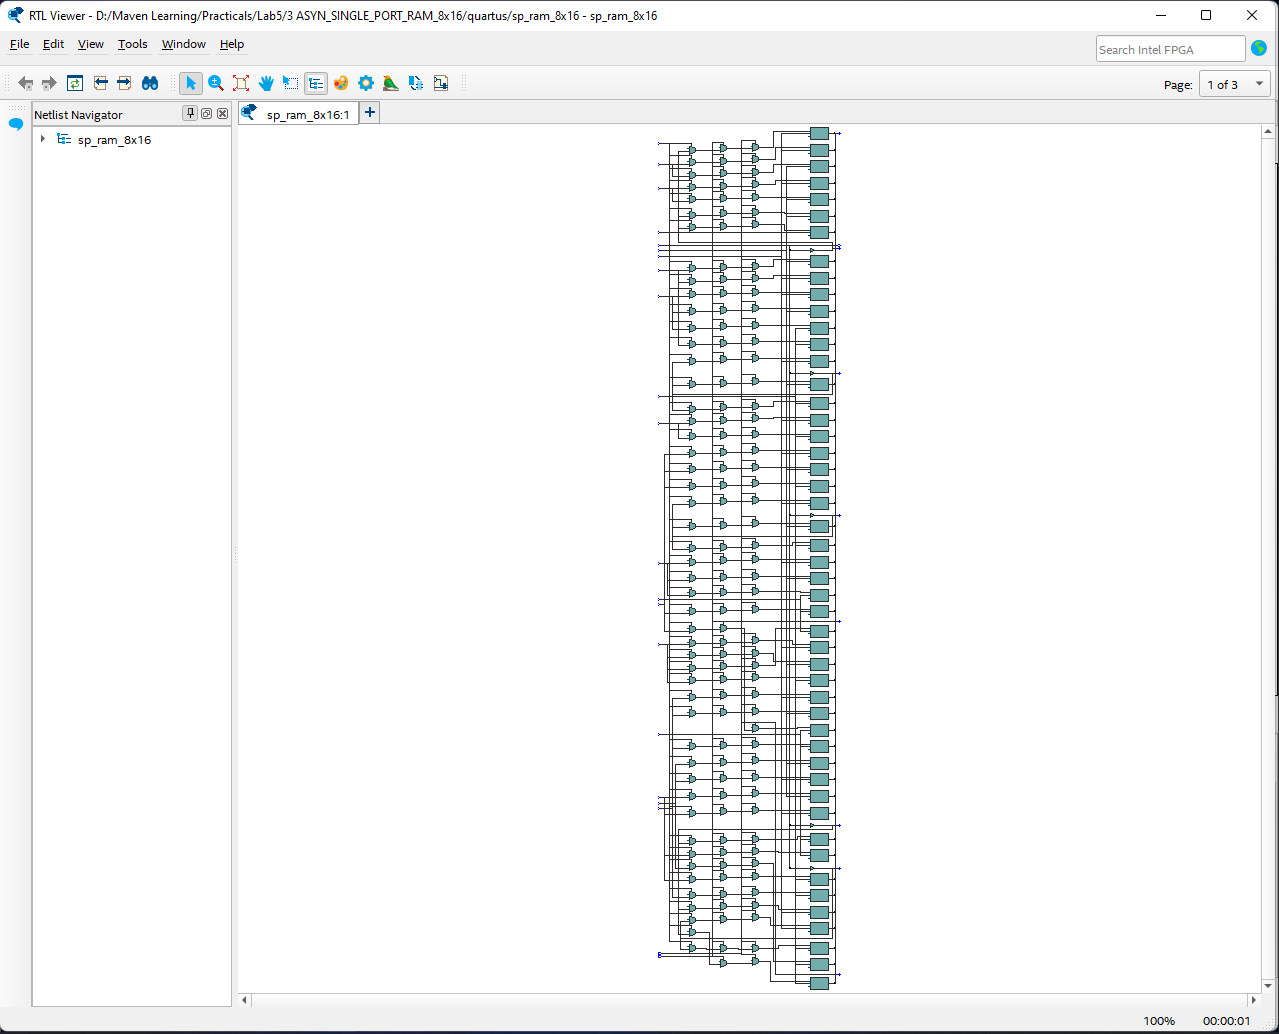 RTL Viewer - D:/Maven Learning/Practicals/Lab5/3 ASYN_SINGLE_PORT_RAM_8x16/quartus/sp_ram_8x16 - sp_ram_8x16
File Edit View Tools Window Help
Search Intel FPGA
Page: 1 of 3
Netlist Navigator
sp_ram_8x16:1
sp_ram_8x16
100% 00:00:01